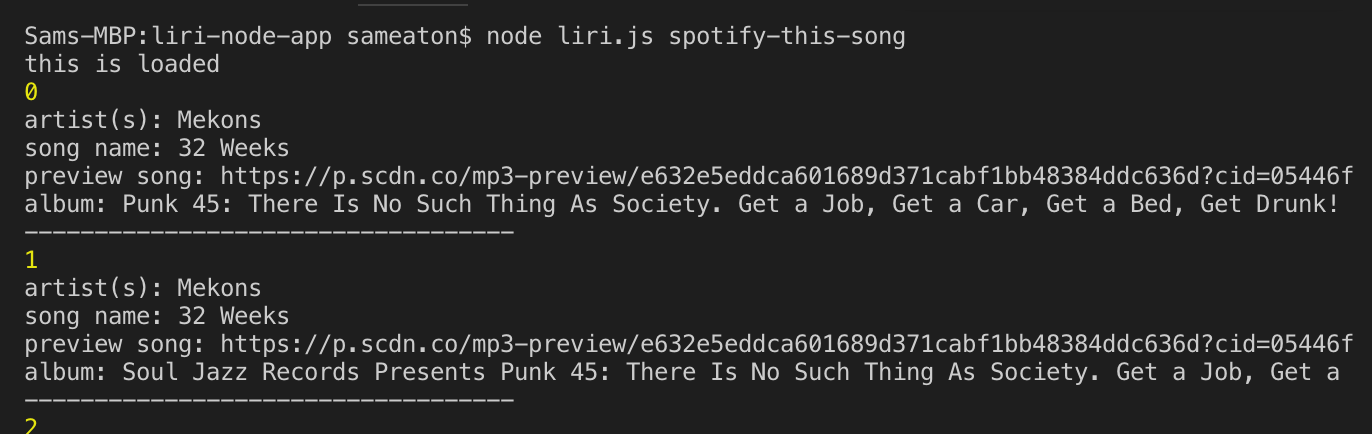 Sams-MBP:liri-node-app sameaton$ node liri.js spotify-this-song
this is loaded
0
artist(s): Mekons
song name: 32 Weeks
preview song: https://p.scdn.co/mp3-preview/e632e5eddca601689d371cabf1bb48384ddc636d?cid=05446f
album: Punk 45: There Is No Such Thing As Society. Get a Job, Get a Car, Get a Bed, Get Drunk!
-----------------------------------
1
artist(s): Mekons
song name: 32 Weeks
preview song: https://p.scdn.co/mp3-preview/e632e5eddca601689d371cabf1bb48384ddc636d?cid=05446f
album: Soul Jazz Records Presents Punk 45: There Is No Such Thing As Society. Get a Job, Get a
-----------------------------------
2